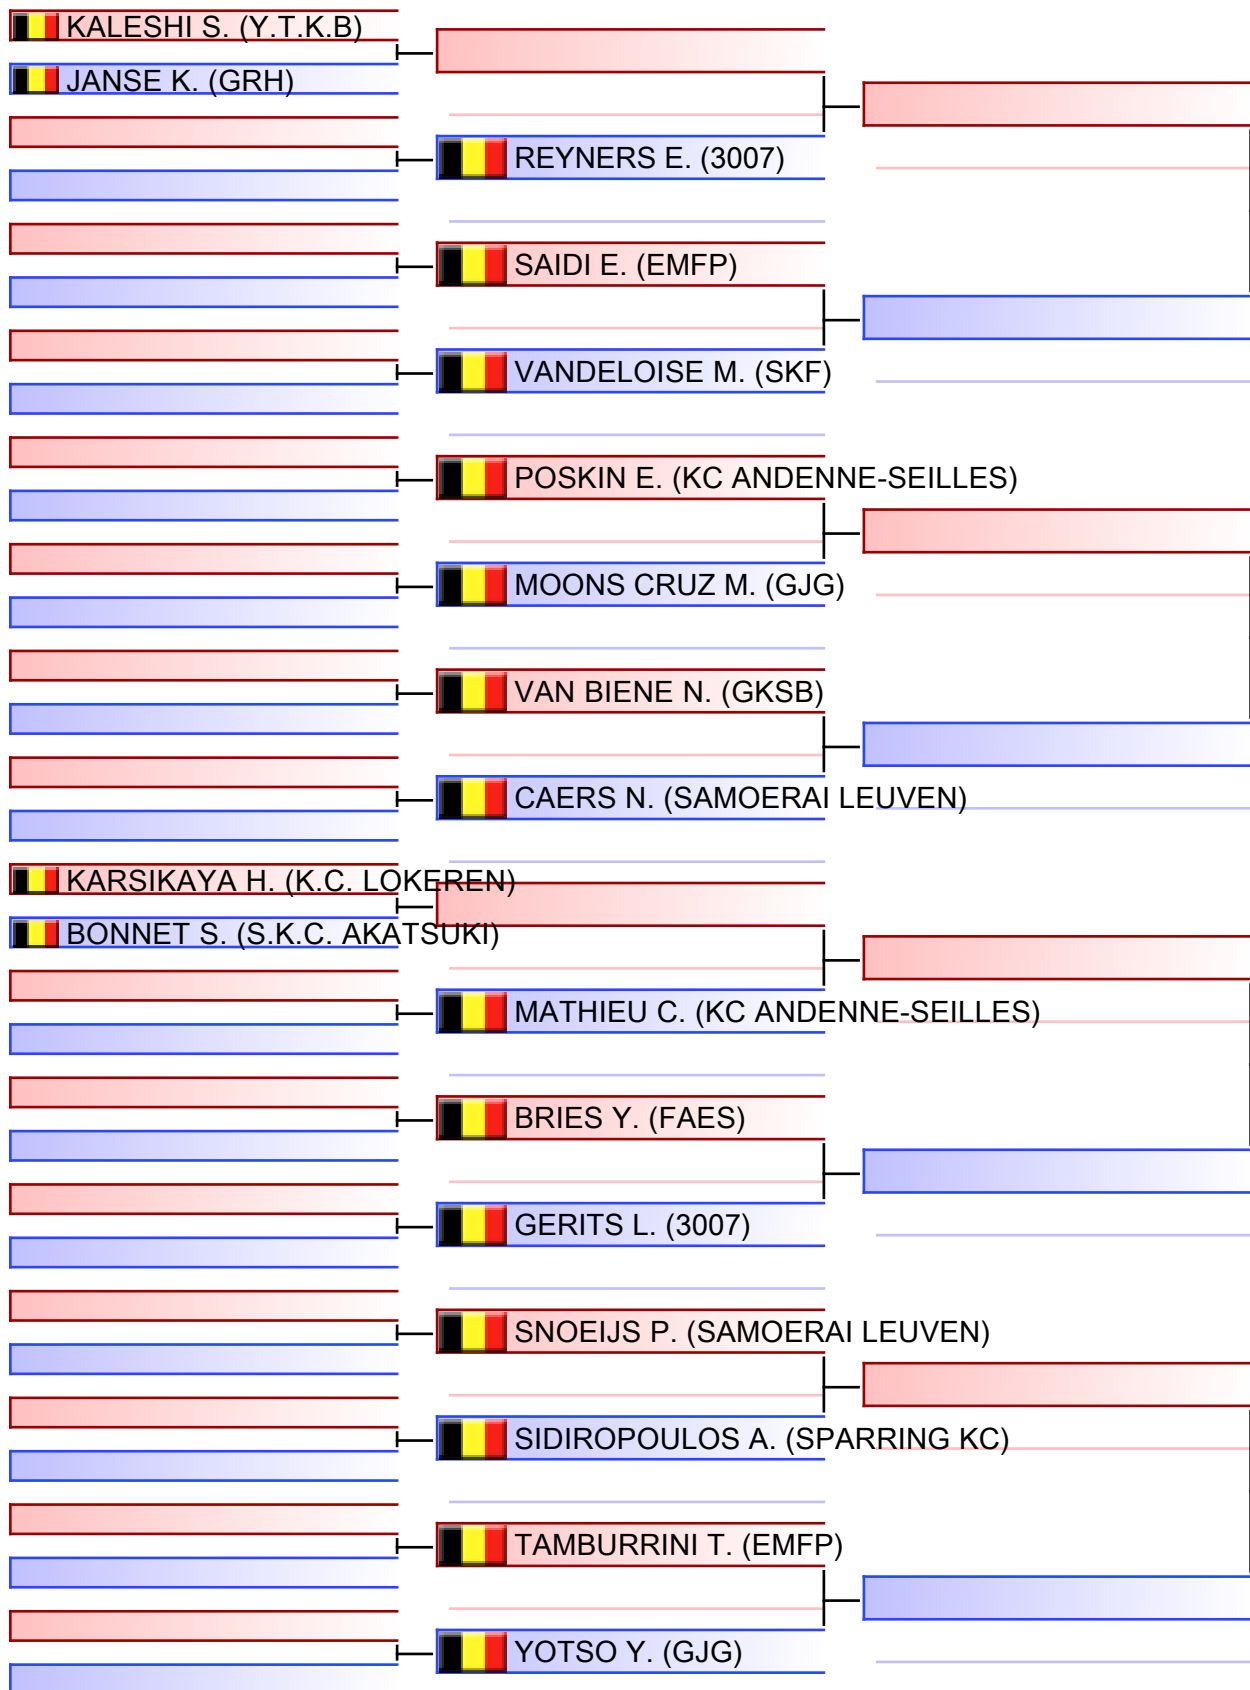 KALESHI S. (Y.T.K.B)
JANSE K. (GRH)
REYNERS E. (3007)
SAIDI E. (EMFP)
VANDELOISE M. (SKF)
POSKIN E. (KC ANDENNE-SEILLES)
MOONS CRUZ M. (GJG)
VAN BIENE N. (GKSB)
CAERS N. (SAMOERAI LEUVEN)
KARSIKAYA H. (K.C. LOKEREN)
BONNET S. (S.K.C. AKATSUKI)
MATHIEU C. (KC ANDENNE-SEILLES)
BRIES Y. (FAES)
GERITS L. (3007)
SNOEIJS P. (SAMOERAI LEUVEN)
SIDIROPOULOS A. (SPARRING KC)
TAMBURRINI T. (EMFP)
YOTSO Y. (GJG)